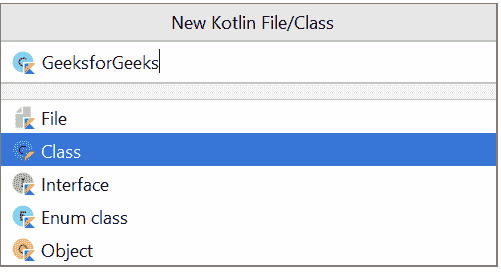 New Kotlin File/Class
GeeksforGeeks
File
Class
Interface
Enum class
Object